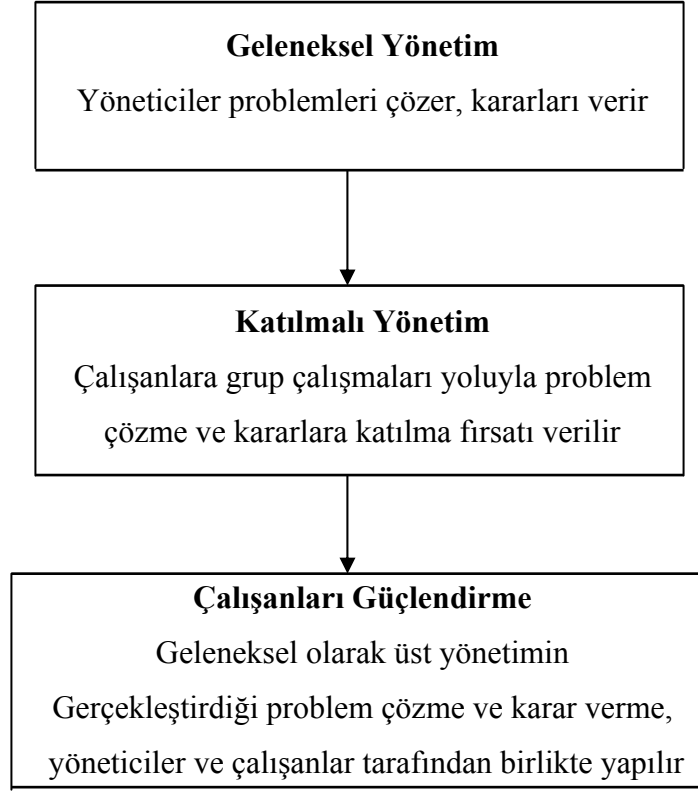 Geleneksel Yönetim
Yöneticiler problemleri çözer, kararları verir
Katılmalı Yönetim
Çalışanlara grup çalışmaları yoluyla problem
çözme ve kararlara katılma fırsatı verilir
Çalışanları Güçlendirme
Geleneksel olarak üst yönetimin
Gerçekleştirdiği problem çözme ve karar verme,
yöneticiler ve çalışanlar tarafından birlikte yapılır